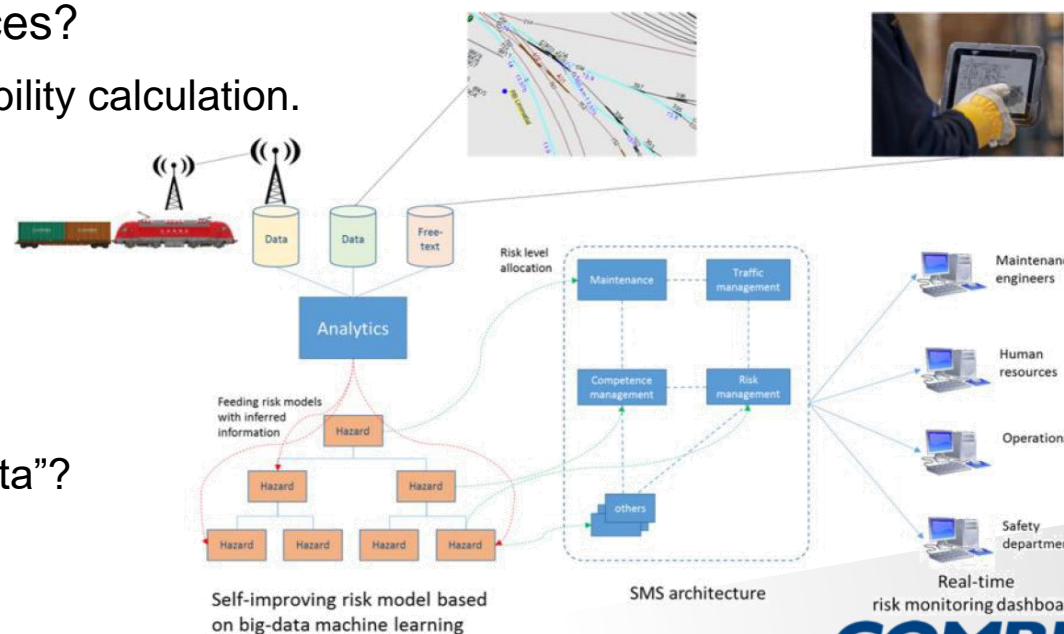 ces?
bility calculation.
Data
Data
Free-
text
Risk level
allocation
Maintenance
Traffic
management
Maintenanc
engineers
Analytics
Competence
management
Risk
management
Human
resources
Feeding risk models
with inferred
information
Hazard
ta”?
Hazard
Hazard
Operation
others
Hazard
Hazard
Hazard
Hazard
Safety
departmen
Self-improving risk model based
on big-data machine learning
SMS architecture
Real-time
risk monitoring dashboa